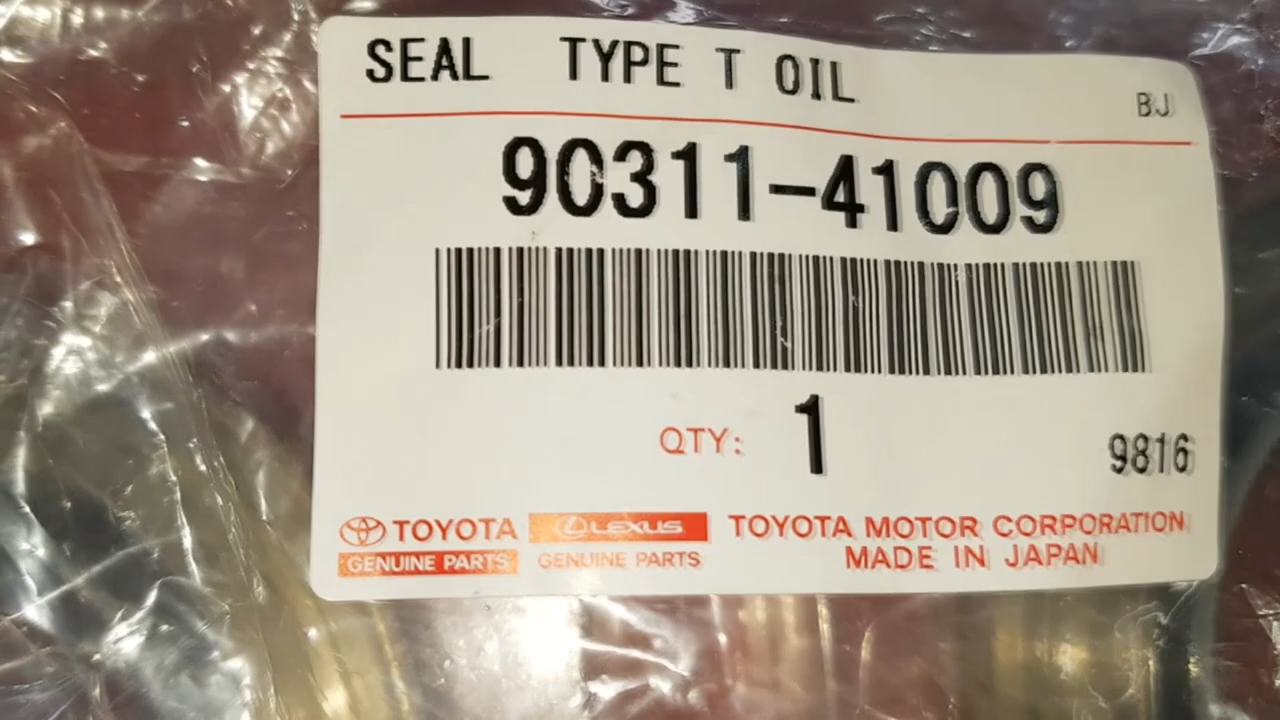 SEAL TYPE T OIL
BJ
90311-41009
QTY: 1
9816
TOYOTA
GENUINE PARTS
LEXUS
GENUINE PARTS
TOYOTA MOTOR CORPORATION
MADE IN JAPAN